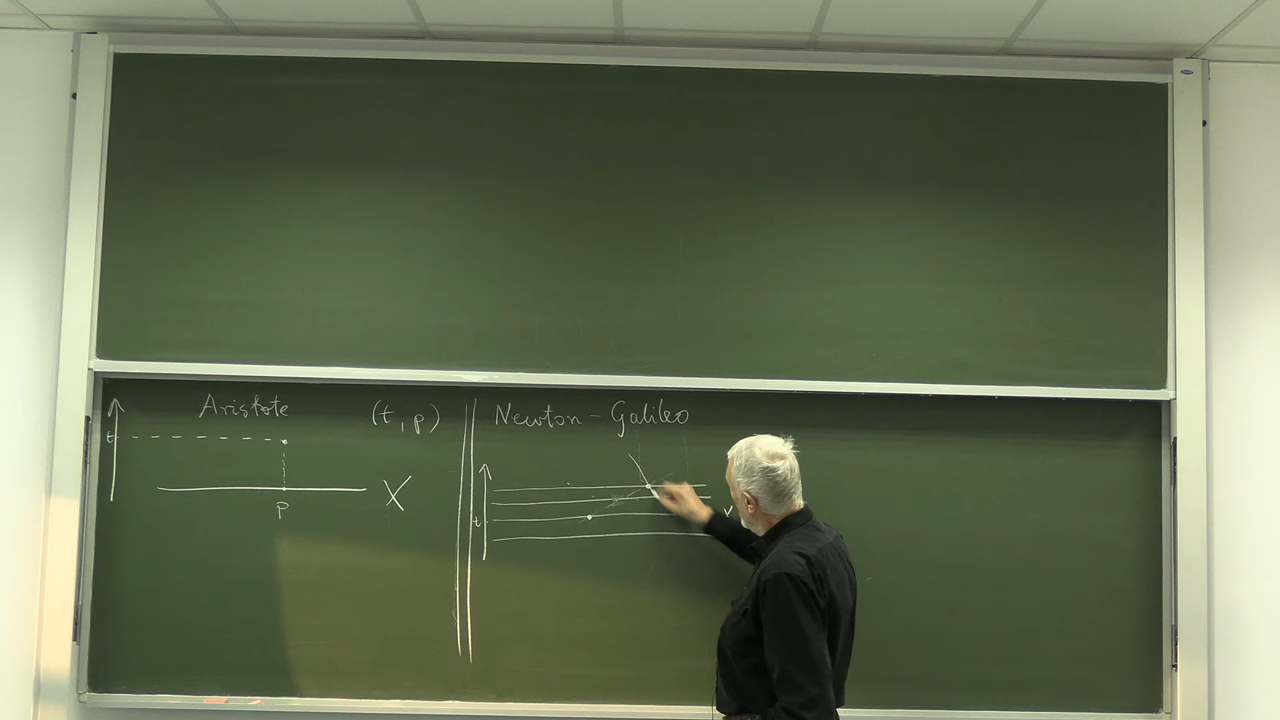 Aristote (t, p)
t
X
p
Newton-Galileo
t